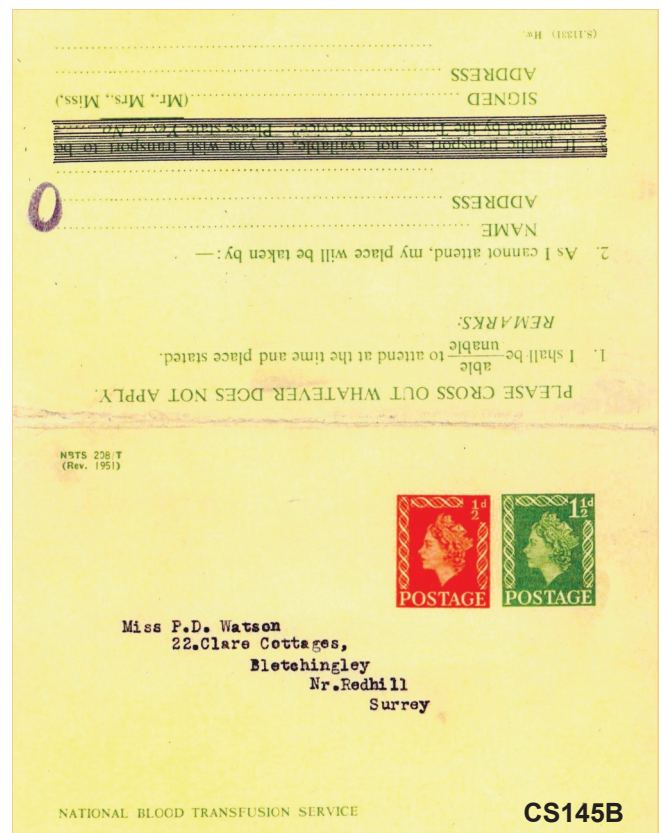 PLEASE CROSS OUT WHATEVER DOES NOT APPLY.
1. I shall be able
unable to attend at the time and place stated.
REMARKS:
2. As I cannot attend, my place will be taken by:—
NAME
ADDRESS
If public transport is not available, do you wish transport to be
provided by the Transfusion Service? Please state Yes or No
SIGNED (Mr., Mrs., Miss,)
ADDRESS
Hw.
NBTS 208/T
(Rev. 1951)
½d
POSTAGE
1½d
POSTAGE
Miss P.D. Watson
22.Clare Cottages,
Bletchingley
Nr.Redhill
Surrey
NATIONAL BLOOD TRANSFUSION SERVICE
CS145B